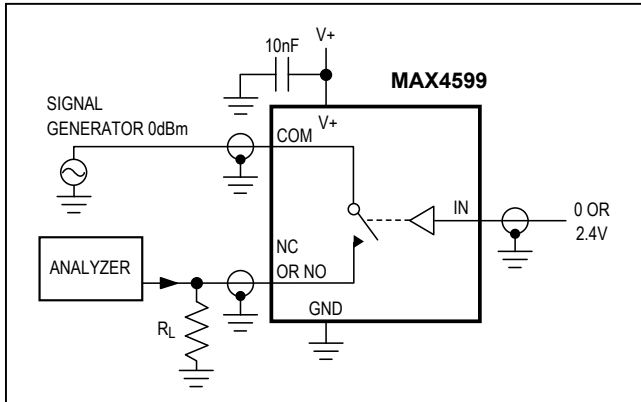 10nF
V+
MAX4599
SIGNAL
GENERATOR 0dBm
COM
V+
IN
0 OR
2.4V
NC
OR NO
ANALYZER
GND
RL